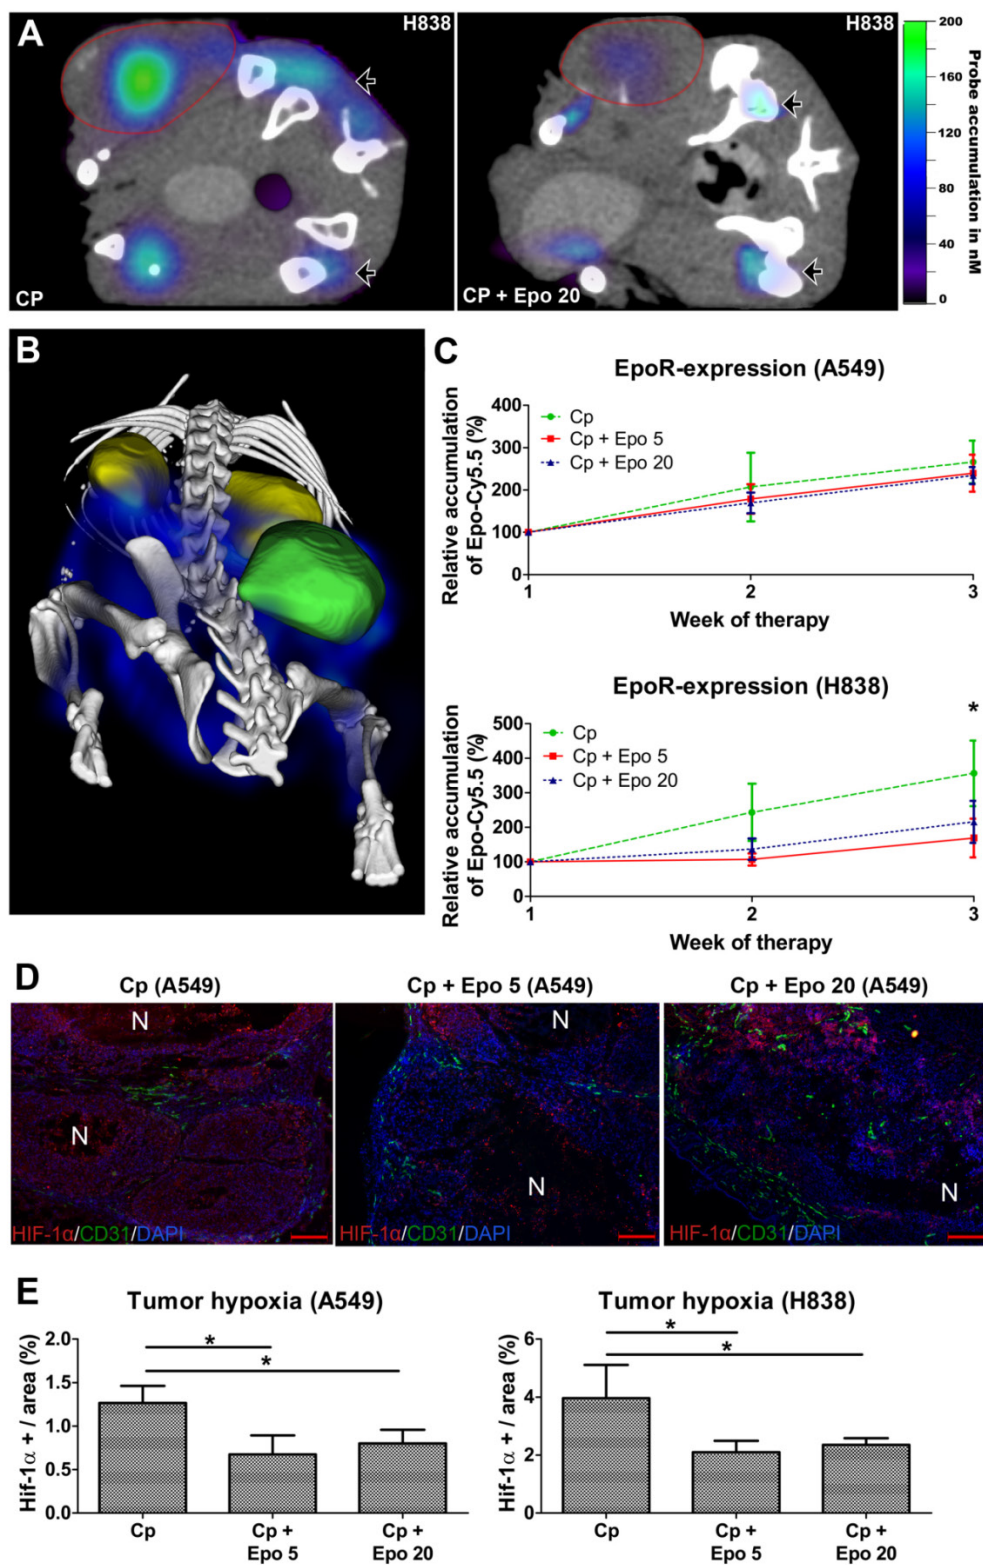 A
H838
CP
H838
CP + Epo 20
200
160
120
80
40
0
Probe accumulation in nM
B
C
EpoR-expression (A549)
Relative accumulation
of Epo-Cy5.5 (%)
400
300
200
100
0
Cp
Cp + Epo 5
Cp + Epo 20
1 2 3
Week of therapy
EpoR-expression (H838)
*
Relative accumulation
of Epo-Cy5.5 (%)
500
400
300
200
100
0
Cp
Cp + Epo 5
Cp + Epo 20
1 2 3
Week of therapy
D
Cp (A549)
N
N
HIF-1α/CD31/DAPI
Cp + Epo 5 (A549)
N
N
HIF-1α/CD31/DAPI
Cp + Epo 20 (A549)
N
HIF-1α/CD31/DAPI
E
Tumor hypoxia (A549)
Hif-1α + / area (%)
2.0
1.5
1.0
0.5
0.0
*
*
Cp
Cp +
Epo 5
Cp +
Epo 20
Tumor hypoxia (H838)
Hif-1α + / area (%)
6
4
2
0
*
*
Cp
Cp +
Epo 5
Cp +
Epo 20